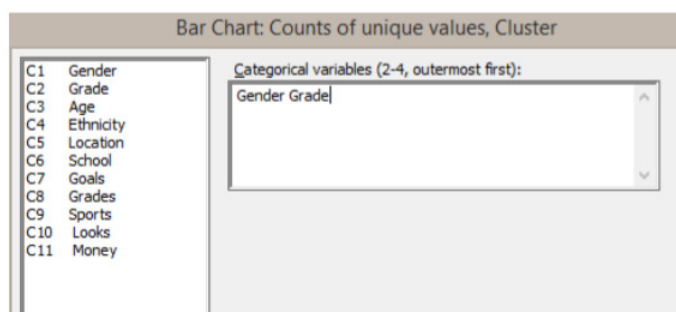 Bar Chart: Counts of unique values, Cluster
C1 Gender
C2 Grade
C3 Age
C4 Ethnicity
C5 Location
C6 School
C7 Goals
C8 Grades
C9 Sports
C10 Looks
C11 Money
Categorical variables (2-4, outermost first):
Gender Grade